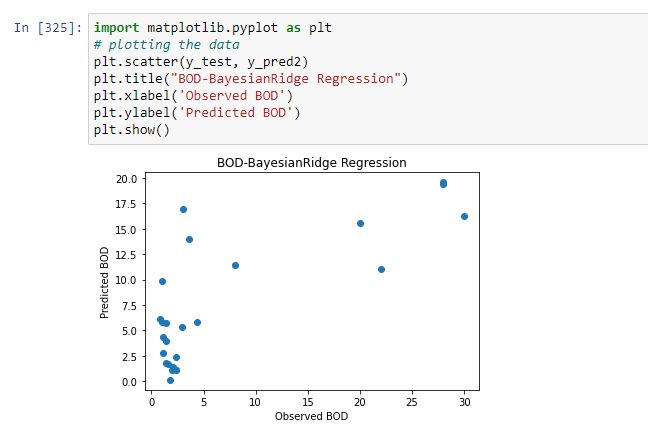 In [325]: import matplotlib.pyplot as plt
# plotting the data
plt.scatter(y_test, y_pred2)
plt.title("BOD-BayesianRidge Regression")
plt.xlabel('Observed BOD')
plt.ylabel('Predicted BOD')
plt.show()
BOD-BayesianRidge Regression
20.0
17.5
15.0
12.5
10.0
7.5
5.0
2.5
0.0
Predicted BOD
0 5 10 15 20 25 30
Observed BOD